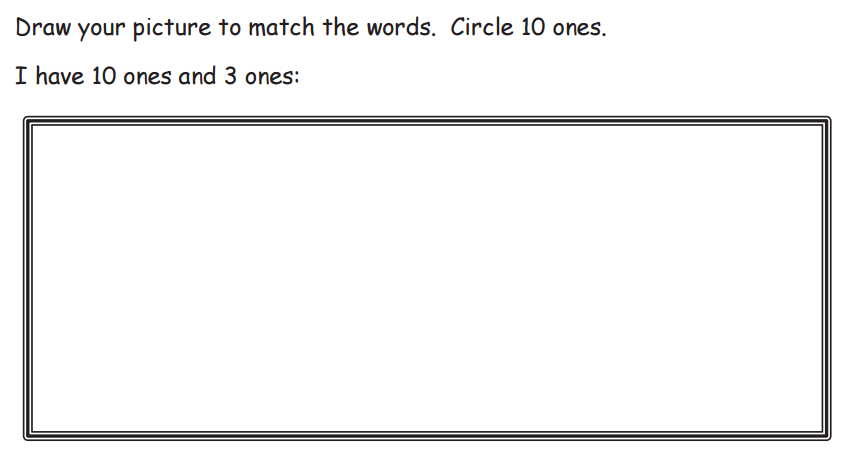 Draw your picture to match the words.  Circle 10 ones.
I have 10 ones and 3 ones: